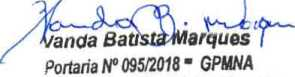 Vanda Batista Marques
Portaria Nº 095/2018 = GPMNA